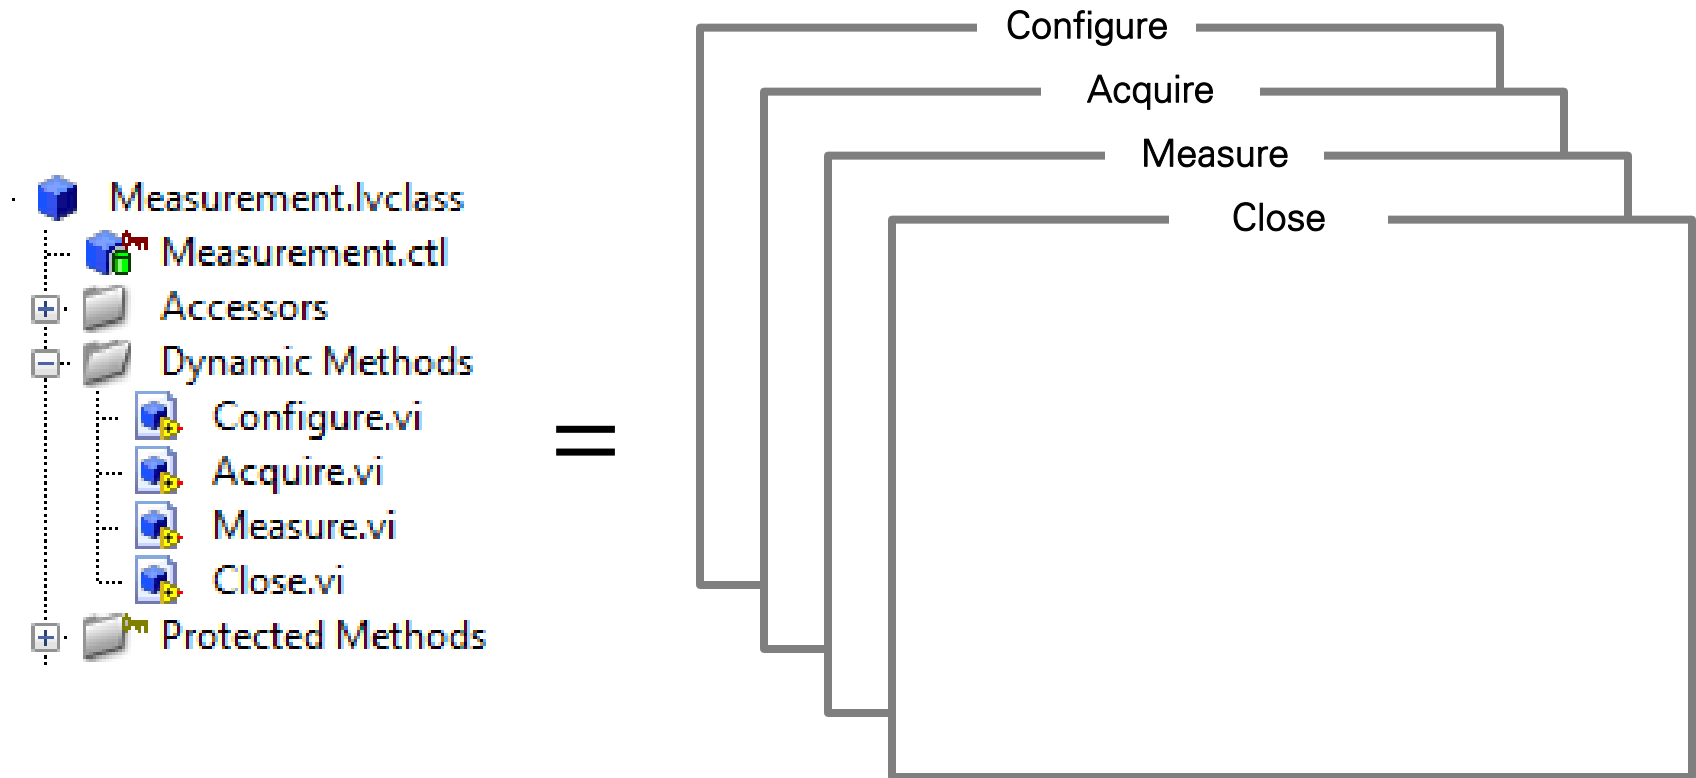 Measurement.lvclass
Measurement.ctl
Accessors
Dynamic Methods
Configure.vi
Acquire.vi
Measure.vi
Close.vi
Protected Methods
=
Configure
Acquire
Measure
Close